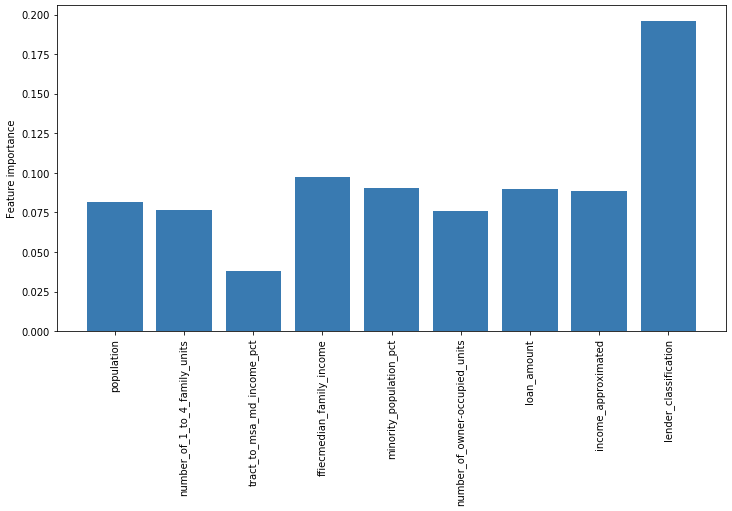 0.200
0.175
0.150
0.125
0.100
0.075
0.050
0.025
0.000
Feature importance
population
number_of_1_to_4_family_units
tract_to_msa_md_income_pct
ffiecmedian_family_income
minority_population_pct
number_of_owner-occupied_units
loan_amount
income_approximated
lender_classification